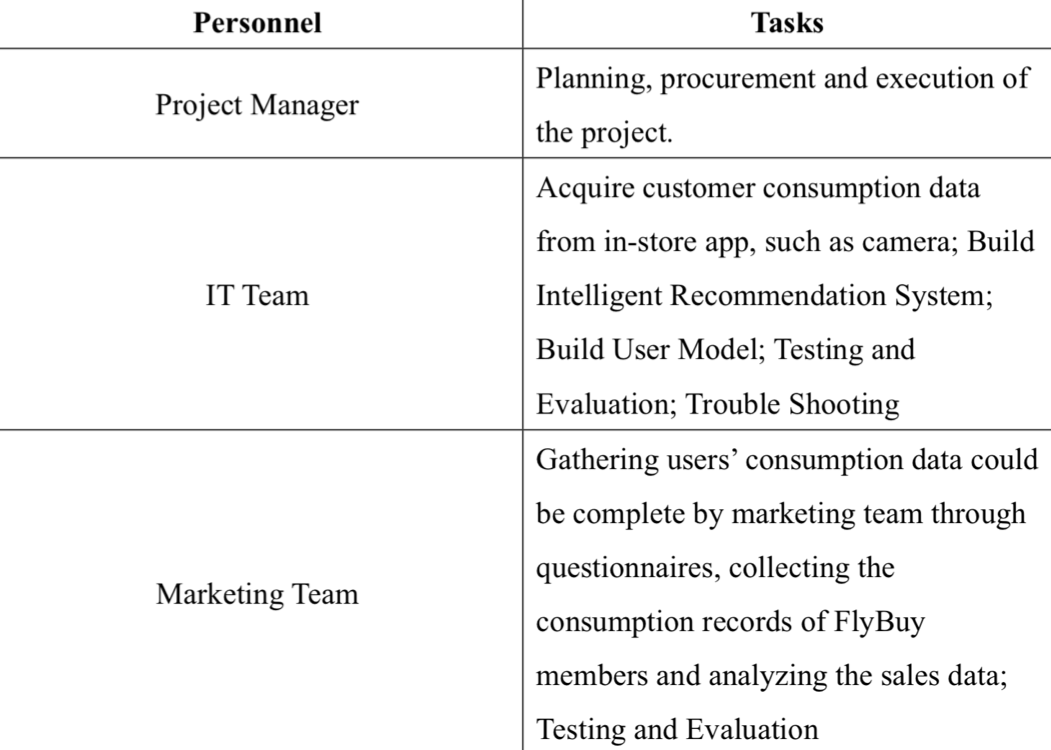 Personnel
Tasks
Project Manager
Planning, procurement and execution of
the project.
IT Team
Acquire customer consumption data
from in-store app, such as camera; Build
Intelligent Recommendation System;
Build User Model; Testing and
Evaluation; Trouble Shooting
Marketing Team
Gathering users’ consumption data could
be complete by marketing team through
questionnaires, collecting the
consumption records of FlyBuy
members and analyzing the sales data;
Testing and Evaluation